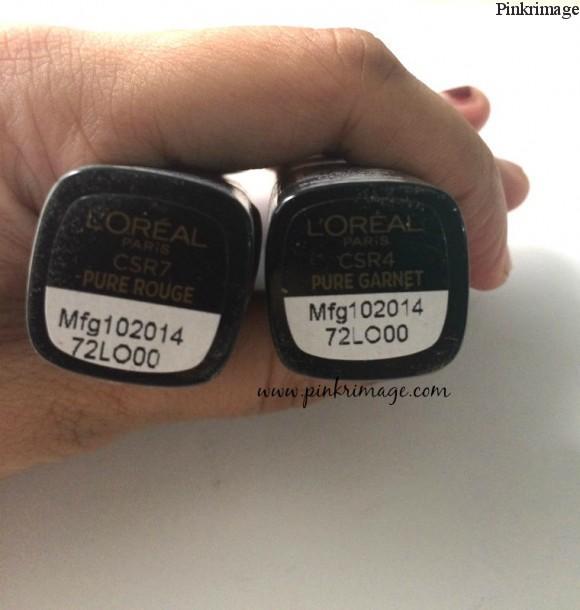 Pinkrimage
L'ORÉAL
PARIS
CSR7
PURE ROUGE
Mfg102014
72LO00
L'ORÉAL
PARIS
CSR4
PURE GARNET
Mfg102014
72LO00
www.pinkrimage.com